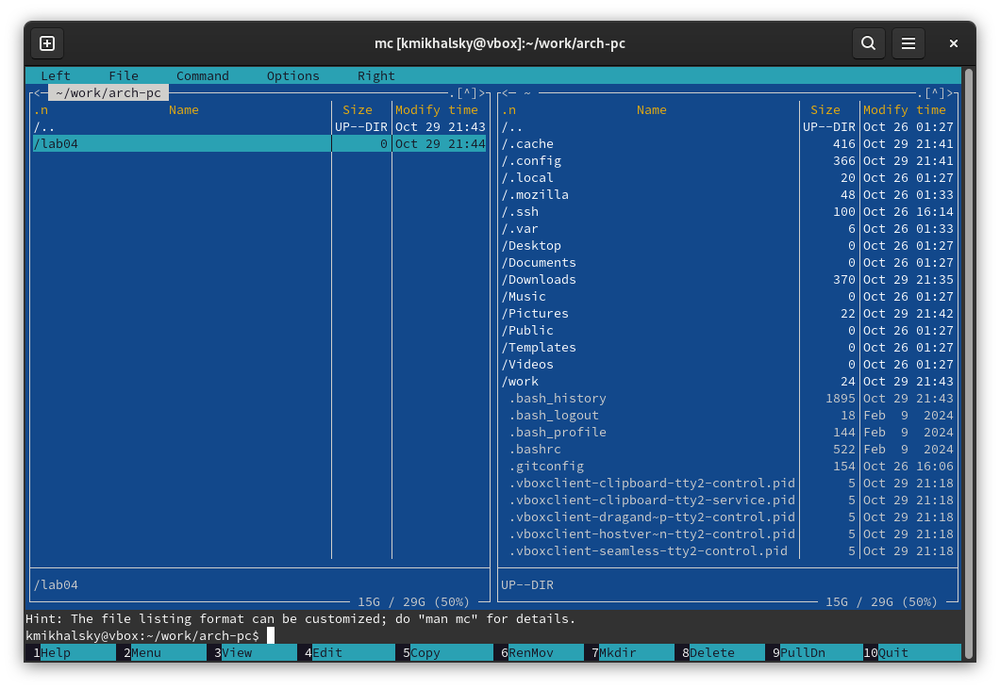 mc [kmikhalsky@vbox]:~/work/arch-pc
Left File Command Options Right
<— ~/work/arch-pc .[^]>
.n Name Size Modify time
/.. UP--DIR Oct 29 21:43
/lab04 0 Oct 29 21:44
/lab04
15G / 29G (50%)
<— ~ .[^]>
.n Name Size Modify time
/.. UP--DIR Oct 26 01:27
/.cache 416 Oct 29 21:41
/.config 366 Oct 29 21:41
/.local 20 Oct 26 01:27
/.mozilla 48 Oct 26 01:33
/.ssh 100 Oct 26 16:14
/.var 6 Oct 26 01:33
/Desktop 0 Oct 26 01:27
/Documents 0 Oct 26 01:27
/Downloads 370 Oct 29 21:35
/Music 0 Oct 26 01:27
/Pictures 22 Oct 29 21:42
/Public 0 Oct 26 01:27
/Templates 0 Oct 26 01:27
/Videos 0 Oct 26 01:27
/work 24 Oct 29 21:43
.bash_history 1895 Oct 29 21:43
.bash_logout 18 Feb 9 2024
.bash_profile 144 Feb 9 2024
.bashrc 522 Feb 9 2024
.gitconfig 154 Oct 26 16:06
.vboxclient-clipboard-tty2-control.pid 5 Oct 29 21:18
.vboxclient-clipboard-tty2-service.pid 5 Oct 29 21:18
.vboxclient-dragand~p-tty2-control.pid 5 Oct 29 21:18
.vboxclient-hostver~n-tty2-control.pid 5 Oct 29 21:18
.vboxclient-seamless-tty2-control.pid 5 Oct 29 21:18
UP--DIR
15G / 29G (50%)
Hint: The file listing format can be customized; do "man mc" for details.
kmikhalsky@vbox:~/work/arch-pc$
1Help 2Menu 3View 4Edit 5Copy 6RenMov 7Mkdir 8Delete 9PullDn 10Quit